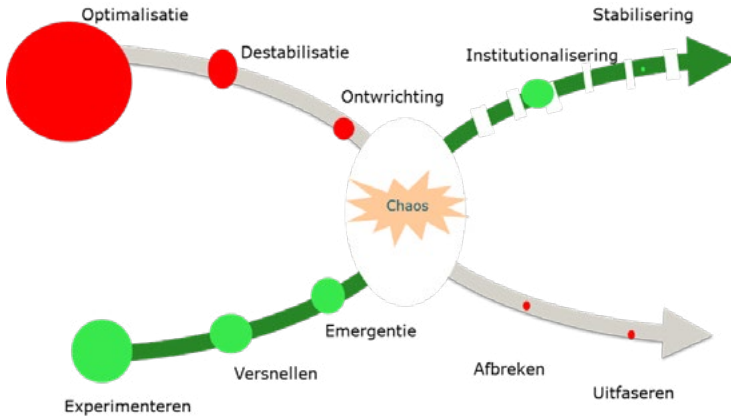 Optimalisatie
Stabilisering
Destabilisatie
Institutionalisering
Ontwrichting
Chaos
Emergentie
Versnellen
Afbreken
Uitfaseren
Experimenteren